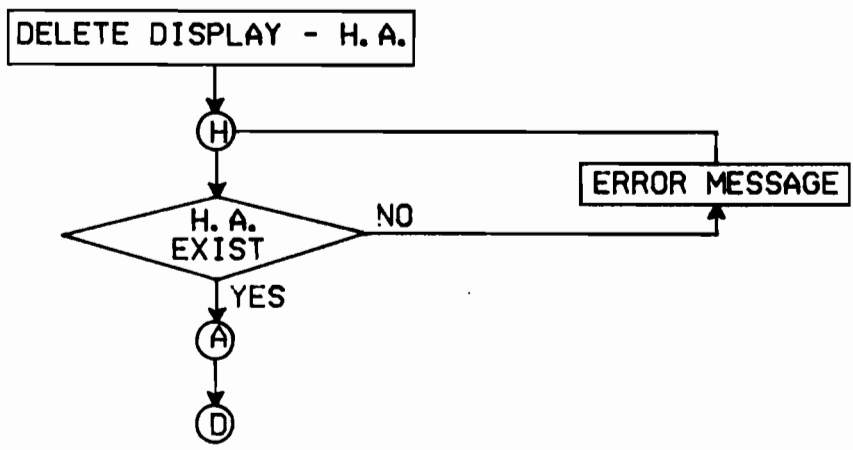 DELETE DISPLAY - H.A.
H
ERROR MESSAGE
H.A.
EXIST
NO
YES
A
D